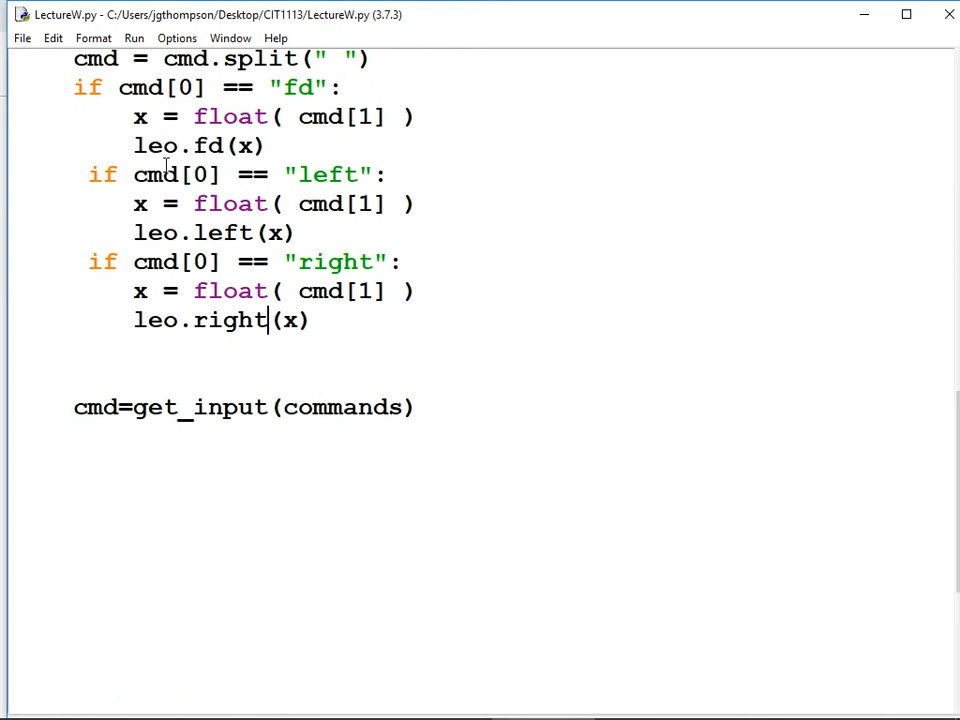 LectureW.py - C:/Users/jgthompson/Desktop/CIT1113/LectureW.py (3.7.3)
File Edit Format Run Options Window Help
cmd = cmd.split(" ")
if cmd[0] == "fd":
x = float( cmd[1] )
leo.fd(x)
if cmd[0] == "left":
x = float( cmd[1] )
leo.left(x)
if cmd[0] == "right":
x = float( cmd[1] )
leo.right(x)
cmd=get_input(commands)